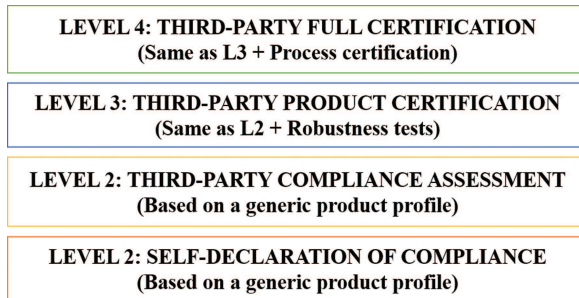 LEVEL 4: THIRD-PARTY FULL CERTIFICATION
(Same as L3 + Process certification)
LEVEL 3: THIRD-PARTY PRODUCT CERTIFICATION
(Same as L2 + Robustness tests)
LEVEL 2: THIRD-PARTY COMPLIANCE ASSESSMENT
(Based on a generic product profile)
LEVEL 2: SELF-DECLARATION OF COMPLIANCE
(Based on a generic product profile)